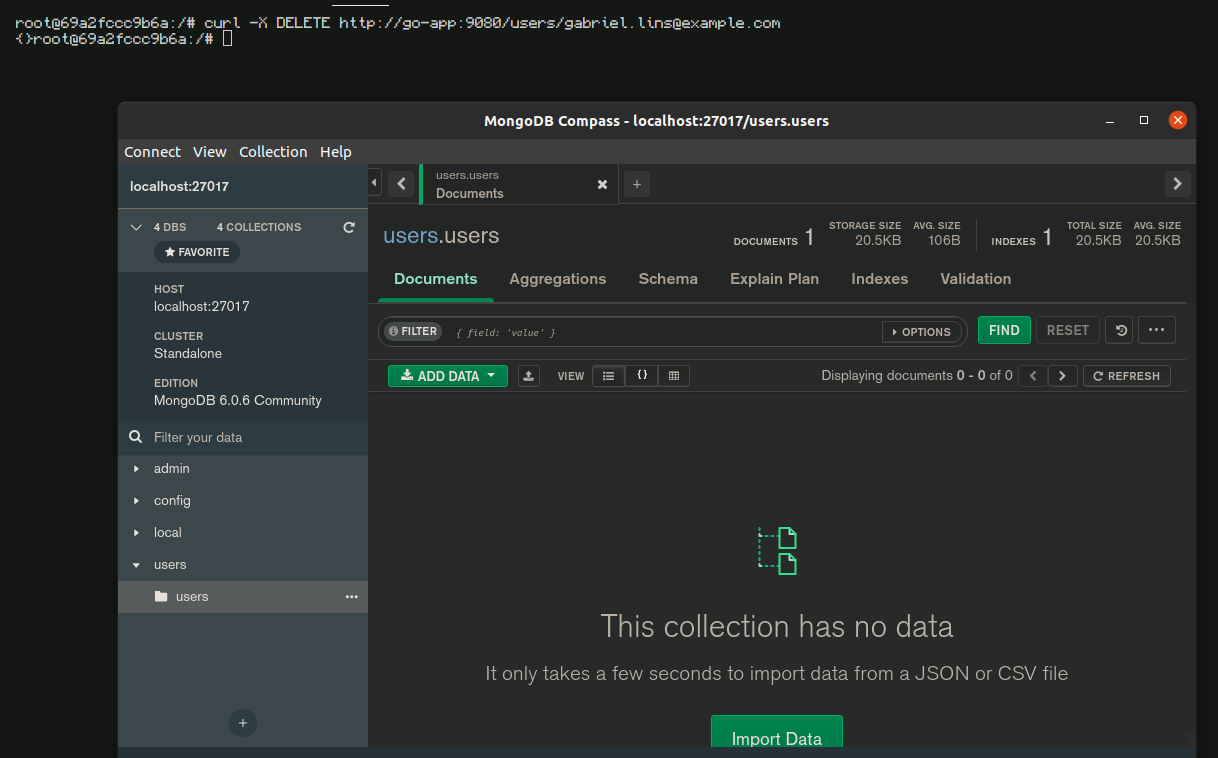 root@69a2fccc9b6a:/# curl -X DELETE http://go-app:9080/users/gabriel.lins@example.com
{}root@69a2fccc9b6a:/#
MongoDB Compass - localhost:27017/users.users
Connect View Collection Help
localhost:27017
4 DBS 4 COLLECTIONS
FAVORITE
HOST
localhost:27017
CLUSTER
Standalone
EDITION
MongoDB 6.0.6 Community
Filter your data
admin
config
local
users
users
users.users
Documents
users.users
DOCUMENTS 1
STORAGE SIZE
20.5KB
AVG. SIZE
106B
INDEXES 1
TOTAL SIZE
20.5KB
AVG. SIZE
20.5KB
Documents Aggregations Schema Explain Plan Indexes Validation
FILTER { field: 'value' } OPTIONS FIND RESET
ADD DATA VIEW {} Displaying documents 0 - 0 of 0 REFRESH
This collection has no data
It only takes a few seconds to import data from a JSON or CSV file
Import Data